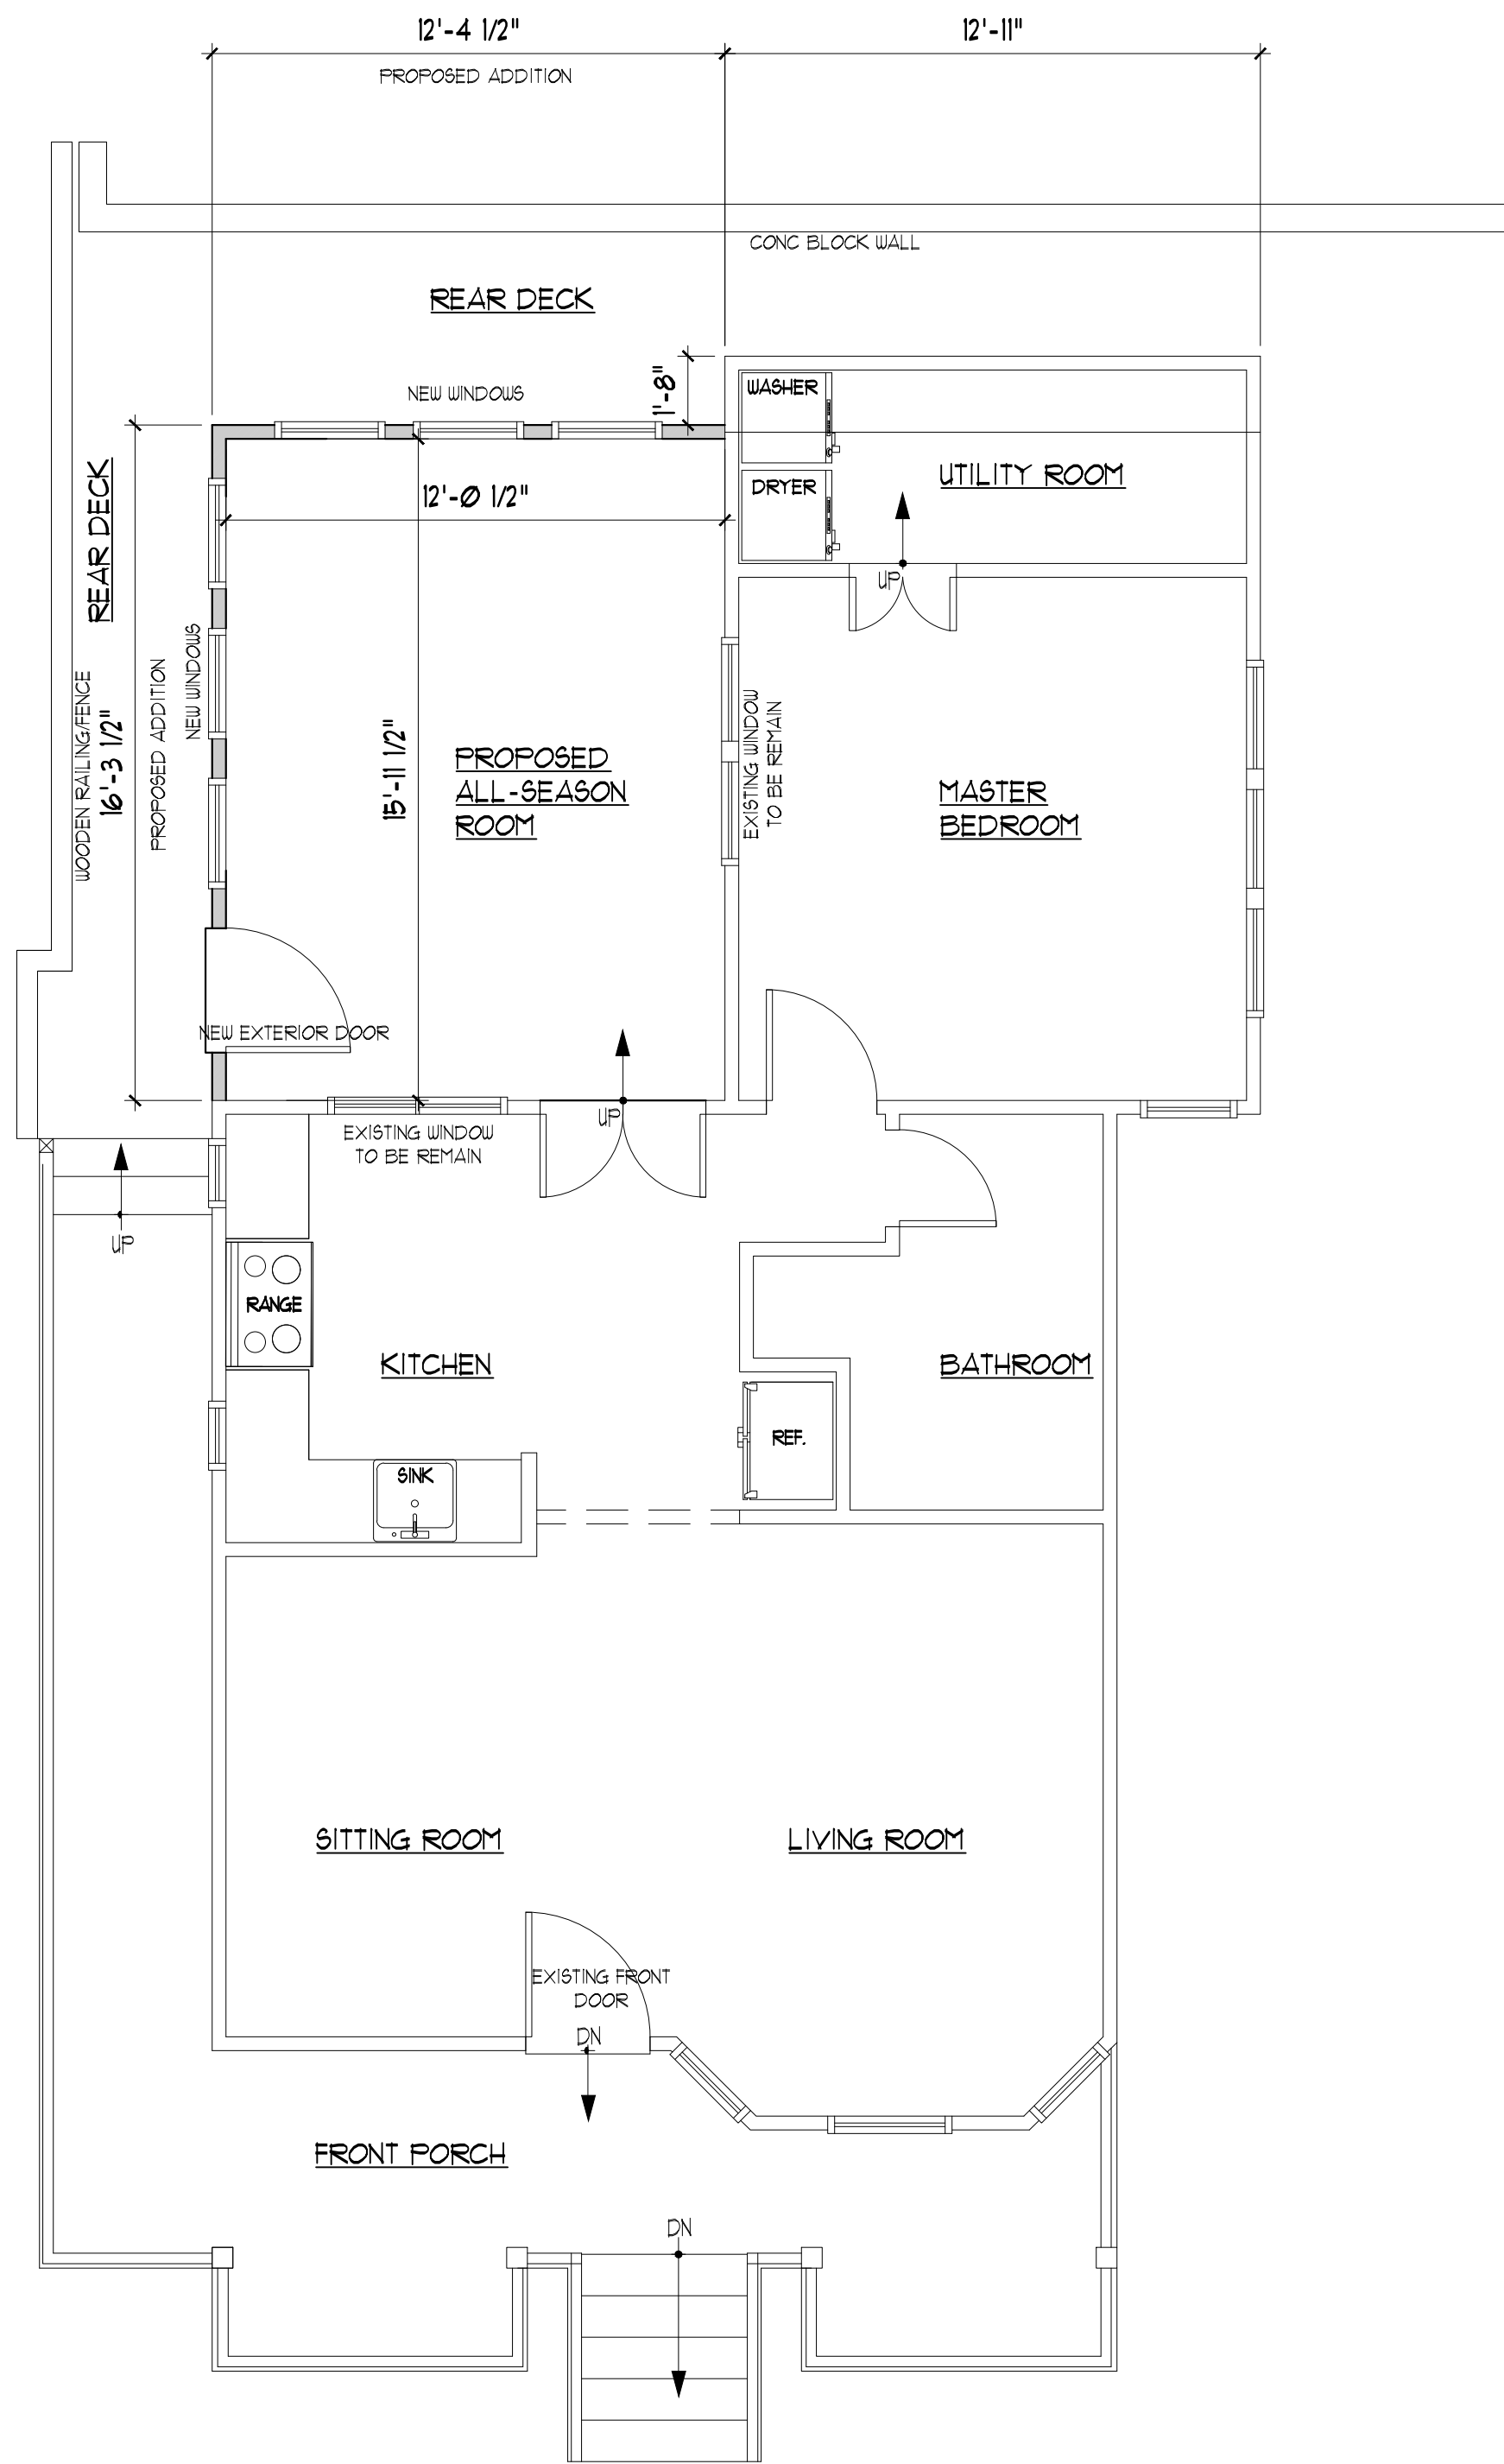 12'-4 1/2"
12'-11"
PROPOSED ADDITION
CONC BLOCK WALL
REAR DECK
NEW WINDOWS
1'-8"
WASHER
UTILITY ROOM
DRYER
12'-0 1/2"
REAR DECK
UP
NEW WINDOWS
PROPOSED ADDITION
WOODEN RAILING/FENCE
16'-3 1/2"
15'-11 1/2"
PROPOSED
ALL-SEASON
ROOM
EXISTING WINDOW
TO BE REMAIN
MASTER
BEDROOM
NEW EXTERIOR DOOR
UP
EXISTING WINDOW
TO BE REMAIN
UP
RANGE
KITCHEN
BATHROOM
REF.
SINK
SITTING ROOM
LIVING ROOM
EXISTING FRONT
DOOR
DN
FRONT PORCH
DN